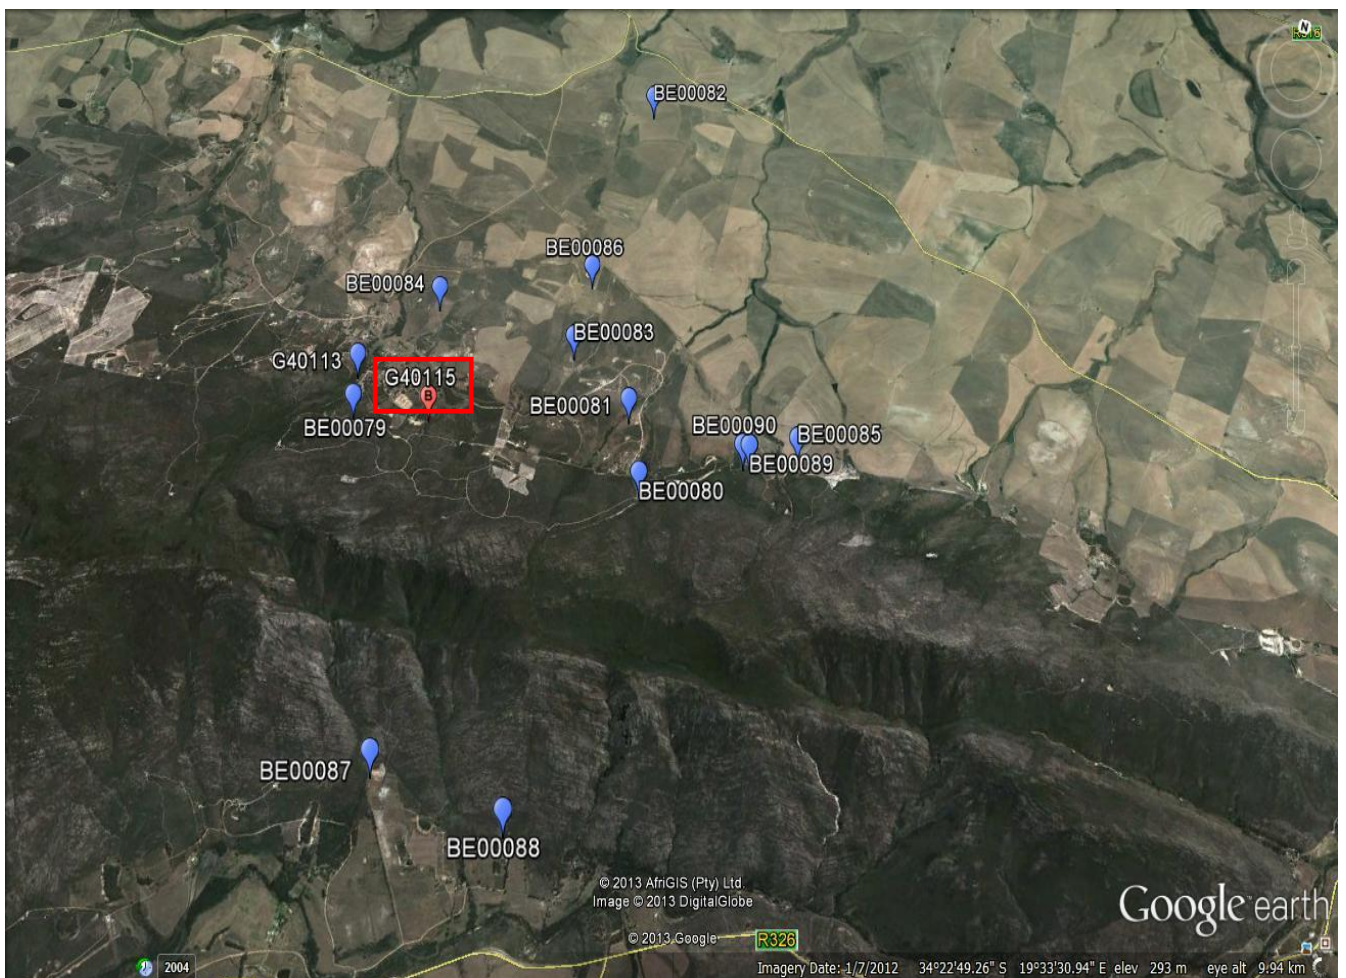 N
BE00082
BE00086
BE00084
BE00083
G40113
G40115
B
BE00081
BE00079
BE00090
BE00085
BE00089
BE00080
BE00087
BE00088
© 2013 AfriGIS (Pty) Ltd.
Image © 2013 DigitalGlobe
Google earth
© 2013 Google
R326
2004
Imagery Date: 1/7/2012 34°22'49.26" S 19°33'30.94" E elev 293 m eye alt 9.94 km